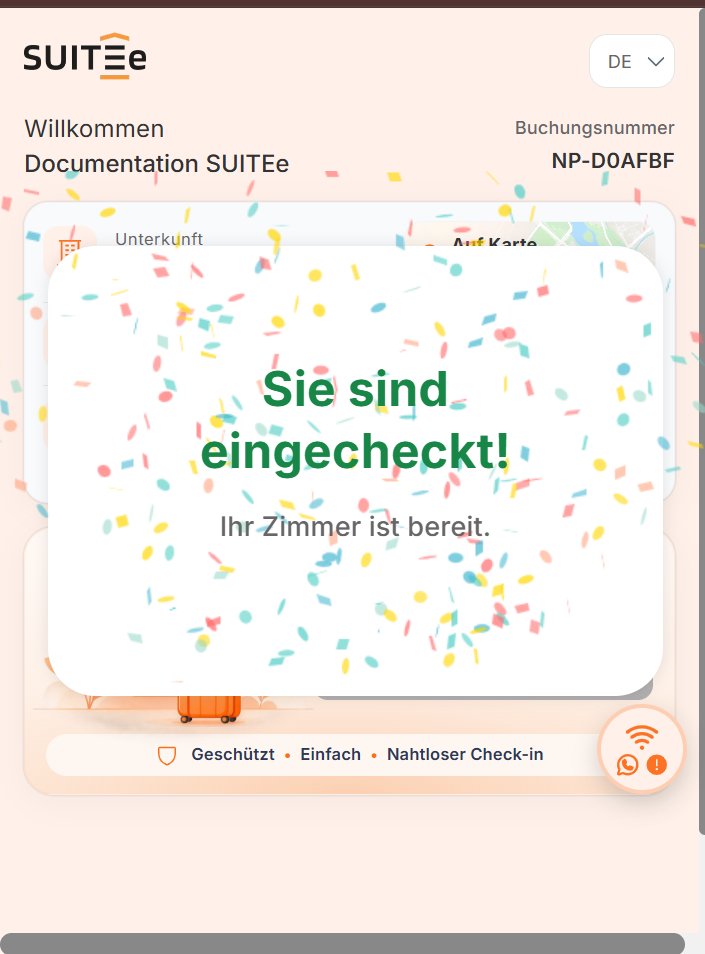 SUITEe
DE
Willkommen
Documentation SUITEe
Buchungsnummer
NP-D0AFBF
Unterkunft
Auf Karte
Sie sind
eingecheckt!
Ihr Zimmer ist bereit.
Geschützt • Einfach • Nahtloser Check-in